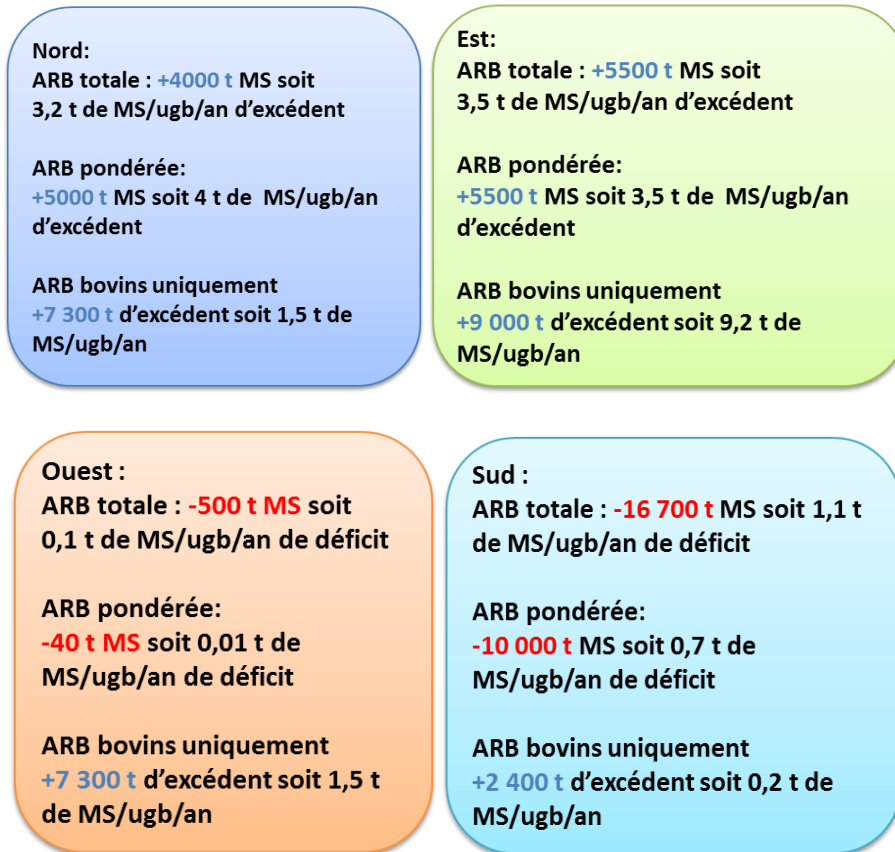 Nord:
ARB totale : +4000 t MS soit
3,2 t de MS/ugb/an d’excédent
ARB pondérée:
+5000 t MS soit 4 t de  MS/ugb/an
d’excédent
ARB bovins uniquement
+7 300 t d’excédent soit 1,5 t de
MS/ugb/an
Est:
ARB totale : +5500 t MS soit
3,5 t de MS/ugb/an d’excédent
ARB pondérée:
+5500 t MS soit 3,5 t de  MS/ugb/an
d’excédent
ARB bovins uniquement
+9 000 t d’excédent soit 9,2 t de
MS/ugb/an
Ouest :
ARB totale : -500 t MS soit
0,1 t de MS/ugb/an de déficit
ARB pondérée:
-40 t MS soit 0,01 t de
MS/ugb/an de déficit
ARB bovins uniquement
+7 300 t d’excédent soit 1,5 t
de MS/ugb/an
Sud :
ARB totale : -16 700 t MS soit 1,1 t
de MS/ugb/an de déficit
ARB pondérée:
-10 000 t MS soit 0,7 t de
MS/ugb/an de déficit
ARB bovins uniquement
+2 400 t d’excédent soit 0,2 t de
MS/ugb/an